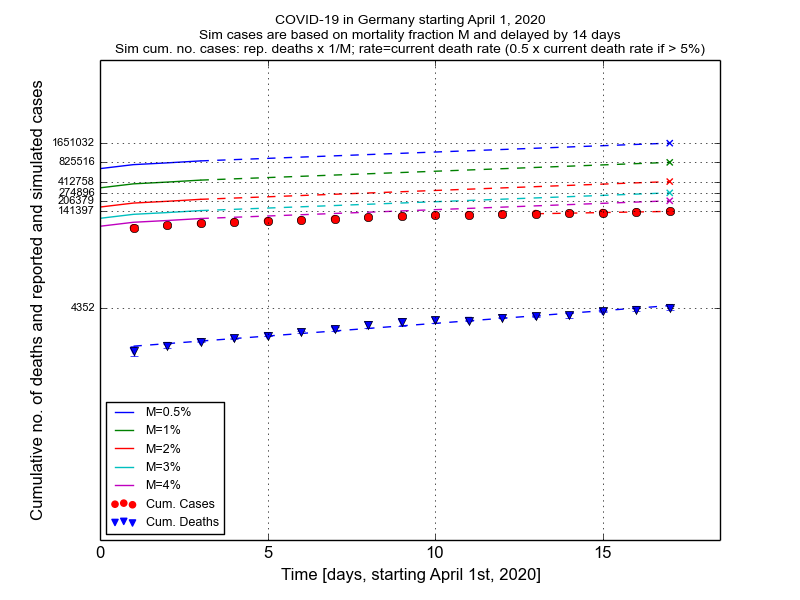 COVID-19 in Germany starting April 1, 2020
Sim cases are based on mortality fraction M and delayed by 14 days
Sim cum. no. cases: rep. deaths x 1/M; rate=current death rate (0.5 x current death rate if > 5%)
Cumulative no. of deaths and reported and simulated cases
1651032
825516
412758
274896
206379
141397
4352
M=0.5%
M=1%
M=2%
M=3%
M=4%
Cum. Cases
Cum. Deaths
0 5 10 15
Time [days, starting April 1st, 2020]